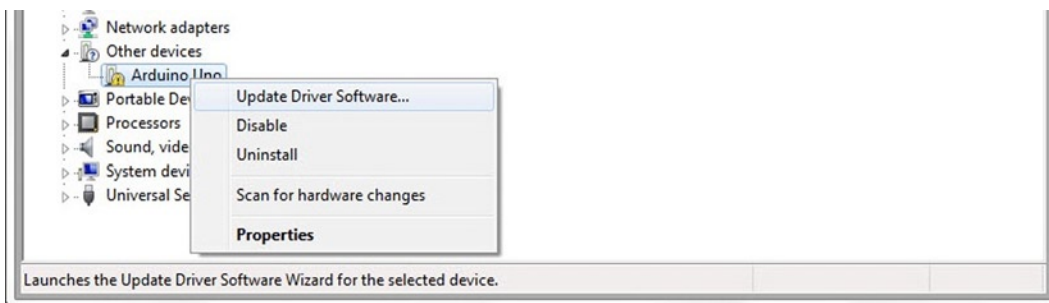 Network adapters
Other devices
Arduino Uno
Portable De
Processors
Sound, vide
System devi
Universal Se
Update Driver Software...
Disable
Uninstall
Scan for hardware changes
Properties
Launches the Update Driver Software Wizard for the selected device.